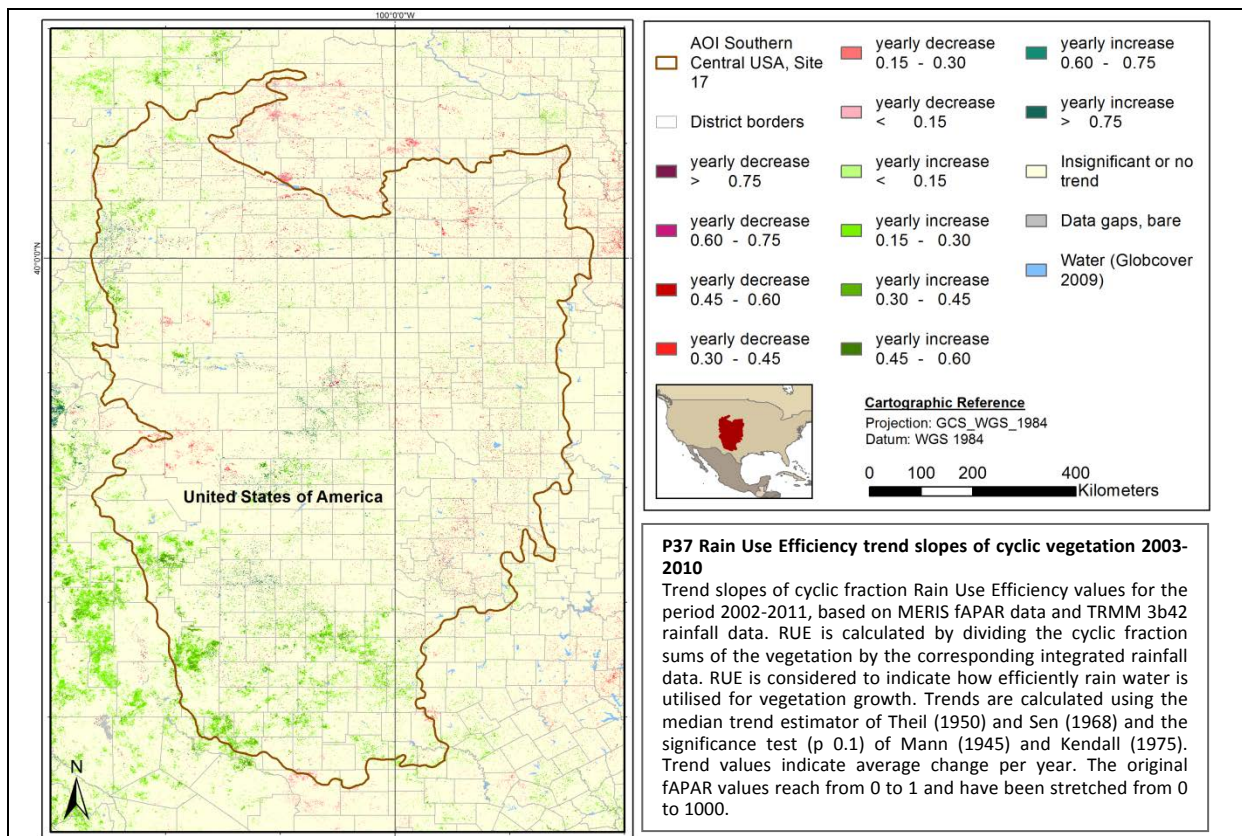 100°0'0"W
40°0'0"N
United States of America
N
AOI Southern
Central USA, Site
17
District borders
yearly decrease
> 0.75
yearly decrease
0.60 - 0.75
yearly decrease
0.45 - 0.60
yearly decrease
0.30 - 0.45
yearly decrease
0.15 - 0.30
yearly decrease
< 0.15
yearly increase
< 0.15
yearly increase
0.15 - 0.30
yearly increase
0.30 - 0.45
yearly increase
0.45 - 0.60
yearly increase
0.60 - 0.75
yearly increase
> 0.75
Insignificant or no
trend
Data gaps, bare
Water (Globcover
2009)
Cartographic Reference
Projection: GCS_WGS_1984
Datum: WGS 1984
0 100 200 400
Kilometers
P37 Rain Use Efficiency trend slopes of cyclic vegetation 2003-
2010
Trend slopes of cyclic fraction Rain Use Efficiency values for the
period 2002-2011, based on MERIS fAPAR data and TRMM 3b42
rainfall data. RUE is calculated by dividing the cyclic fraction
sums of the vegetation by the corresponding integrated rainfall
data. RUE is considered to indicate how efficiently rain water is
utilised for vegetation growth. Trends are calculated using the
median trend estimator of Theil (1950) and Sen (1968) and the
significance test (p 0.1) of Mann (1945) and Kendall (1975).
Trend values indicate average change per year. The original
fAPAR values reach from 0 to 1 and have been stretched from 0
to 1000.